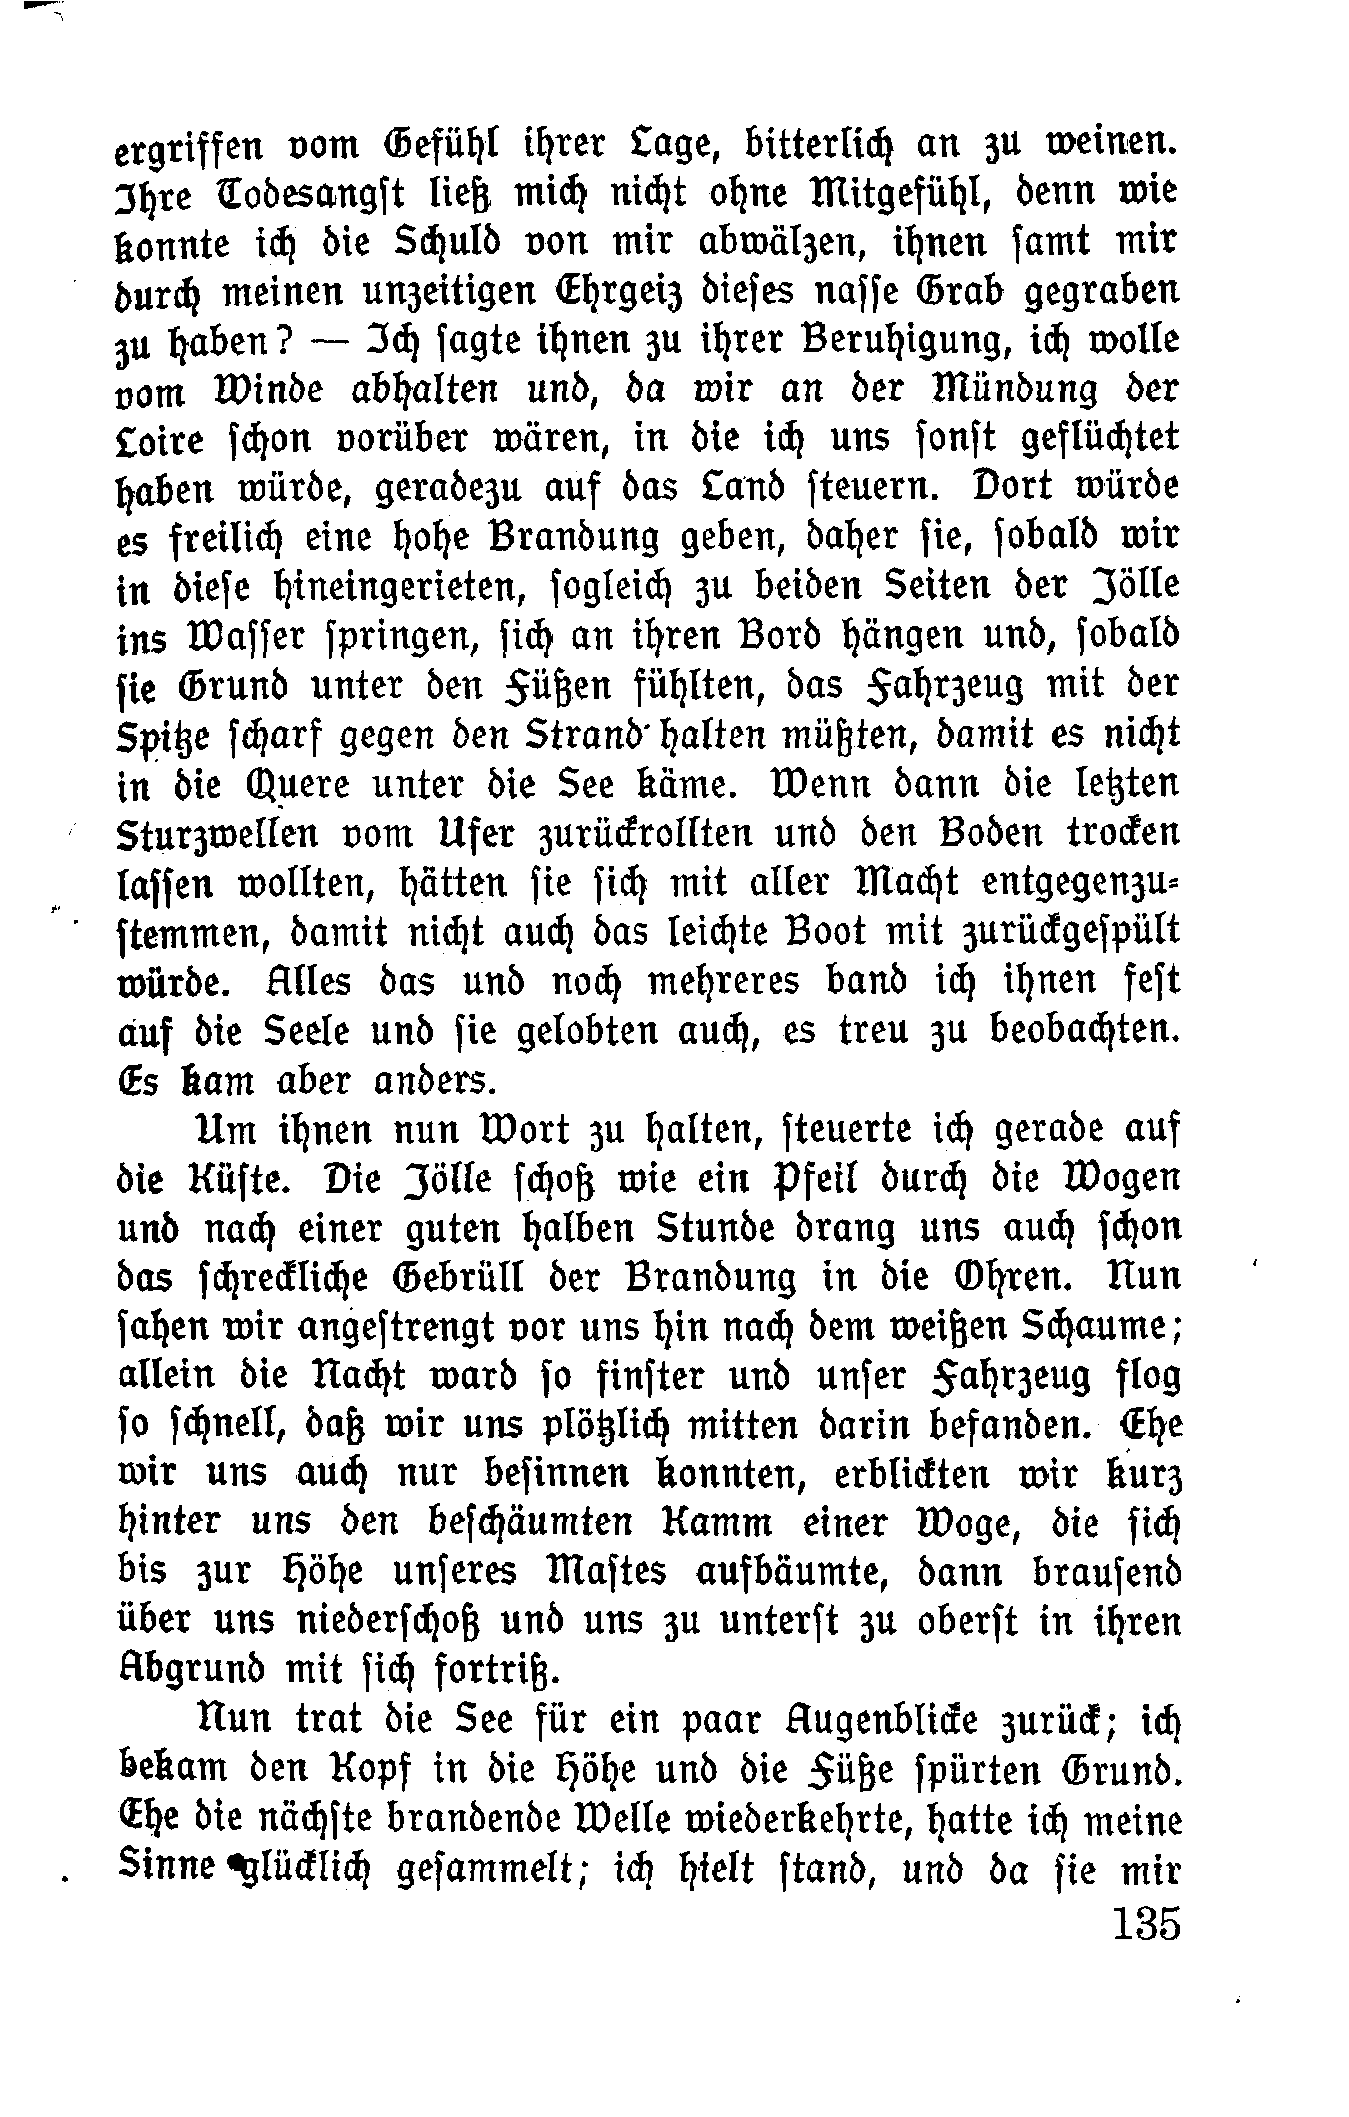 ergriffen vom Gefühl ihrer Lage, bitterlich an zu weinen.
Ihre Todesangst ließ mich nicht ohne Mitgefühl, denn wie
konnte ich die Schuld von mir abwälzen, ihnen samt mir
durch meinen unzeitigen Ehrgeiz dieses nasse Grab gegraben
zu haben? — Ich sagte ihnen zu ihrer Beruhigung, ich wolle
vom Winde abhalten und, da wir an der Mündung der
Loire schon vorüber wären, in die ich uns sonst geflüchtet
haben würde, geradezu auf das Land steuern. Dort würde
es freilich eine hohe Brandung geben, daher sie, sobald wir
in diese hineingerieten, sogleich zu beiden Seiten der Jölle
ins Wasser springen, sich an ihren Bord hängen und, sobald
sie Grund unter den Füßen fühlten, das Fahrzeug mit der
Spitze scharf gegen den Strand halten müßten, damit es nicht
in die Quere unter die See käme. Wenn dann die letzten
Sturzwellen vom Ufer zurückrollten und den Boden trocken
lassen wollten, hätten sie sich mit aller Macht entgegenzu-
stemmen, damit nicht auch das leichte Boot mit zurückgespült
würde. Alles das und noch mehreres band ich ihnen fest
auf die Seele und sie gelobten auch, es treu zu beobachten.
Es kam aber anders.
Um ihnen nun Wort zu halten, steuerte ich gerade auf
die Küste. Die Jölle schoß wie ein Pfeil durch die Wogen
und nach einer guten halben Stunde drang uns auch schon
das schreckliche Gebrüll der Brandung in die Ohren. Nun
sahen wir angestrengt vor uns hin nach dem weißen Schaume;
allein die Nacht ward so finster und unser Fahrzeug flog
so schnell, daß wir uns plötzlich mitten darin befanden. Ehe
wir uns auch nur besinnen konnten, erblickten wir kurz
hinter uns den beschäumten Kamm einer Woge, die sich
bis zur Höhe unseres Mastes aufbäumte, dann brausend
über uns niederschoß und uns zu unterst zu oberst in ihren
Abgrund mit sich fortriß.
Nun trat die See für ein paar Augenblicke zurück; ich
bekam den Kopf in die Höhe und die Füße spürten Grund.
Ehe die nächste brandende Welle wiederkehrte, hatte ich meine
Sinne glücklich gesammelt; ich hielt stand, und da sie mir
135